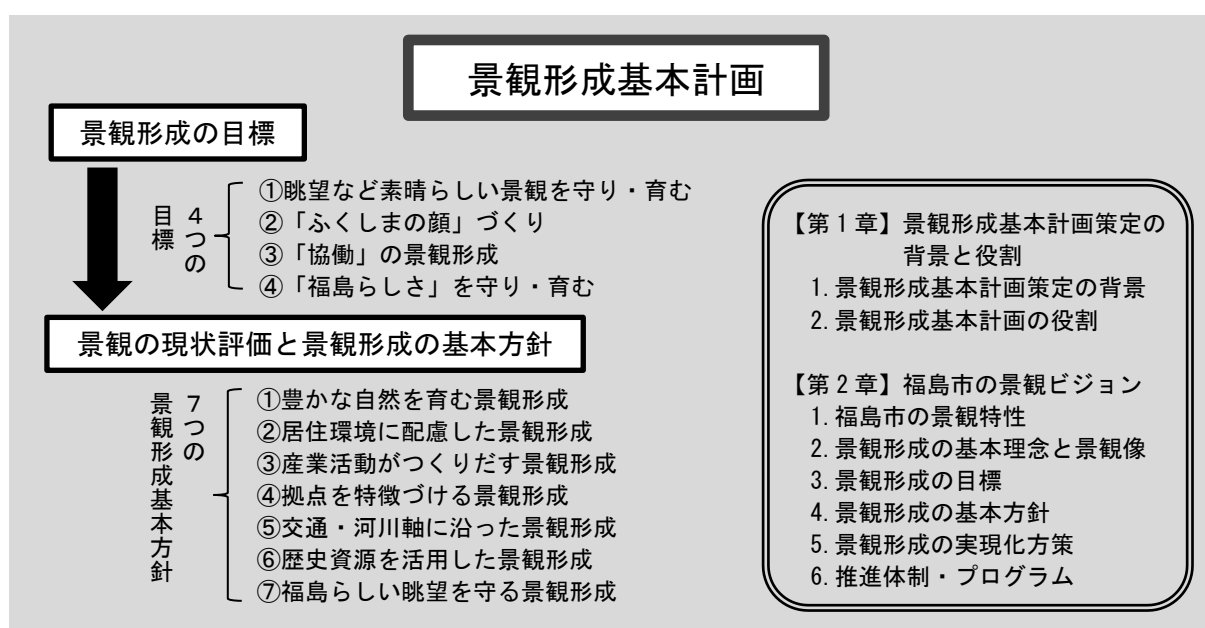 景観形成基本計画
景観形成の目標
4つの
目標
①眺望など素晴らしい景観を守り・育む
②「ふくしまの顔」づくり
③「協働」の景観形成
④「福島らしさ」を守り・育む
景観の現状評価と景観形成の基本方針
7つの
景観形成基本方針
①豊かな自然を育む景観形成
②居住環境に配慮した景観形成
③産業活動がつくりだす景観形成
④拠点を特徴づける景観形成
⑤交通・河川軸に沿った景観形成
⑥歴史資源を活用した景観形成
⑦福島らしい眺望を守る景観形成
【第1章】景観形成基本計画策定の
背景と役割
1.景観形成基本計画策定の背景
2.景観形成基本計画の役割
【第2章】福島市の景観ビジョン
1.福島市の景観特性
2.景観形成の基本理念と景観像
3.景観形成の目標
4.景観形成の基本方針
5.景観形成の実現化方策
6.推進体制・プログラム